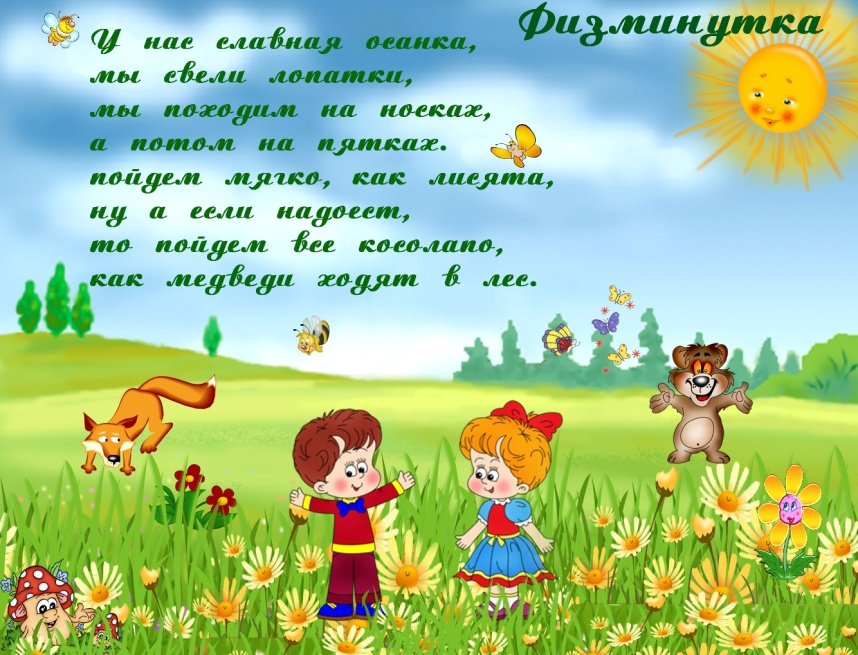 Физминутка
У нас славная осанка,
мы свели лопатки,
мы походим на носках,
а потом на пятках.
пойдем мягко, как лисята,
ну а если надоест,
то пойдем все косолапо,
как медведи ходят в лес.